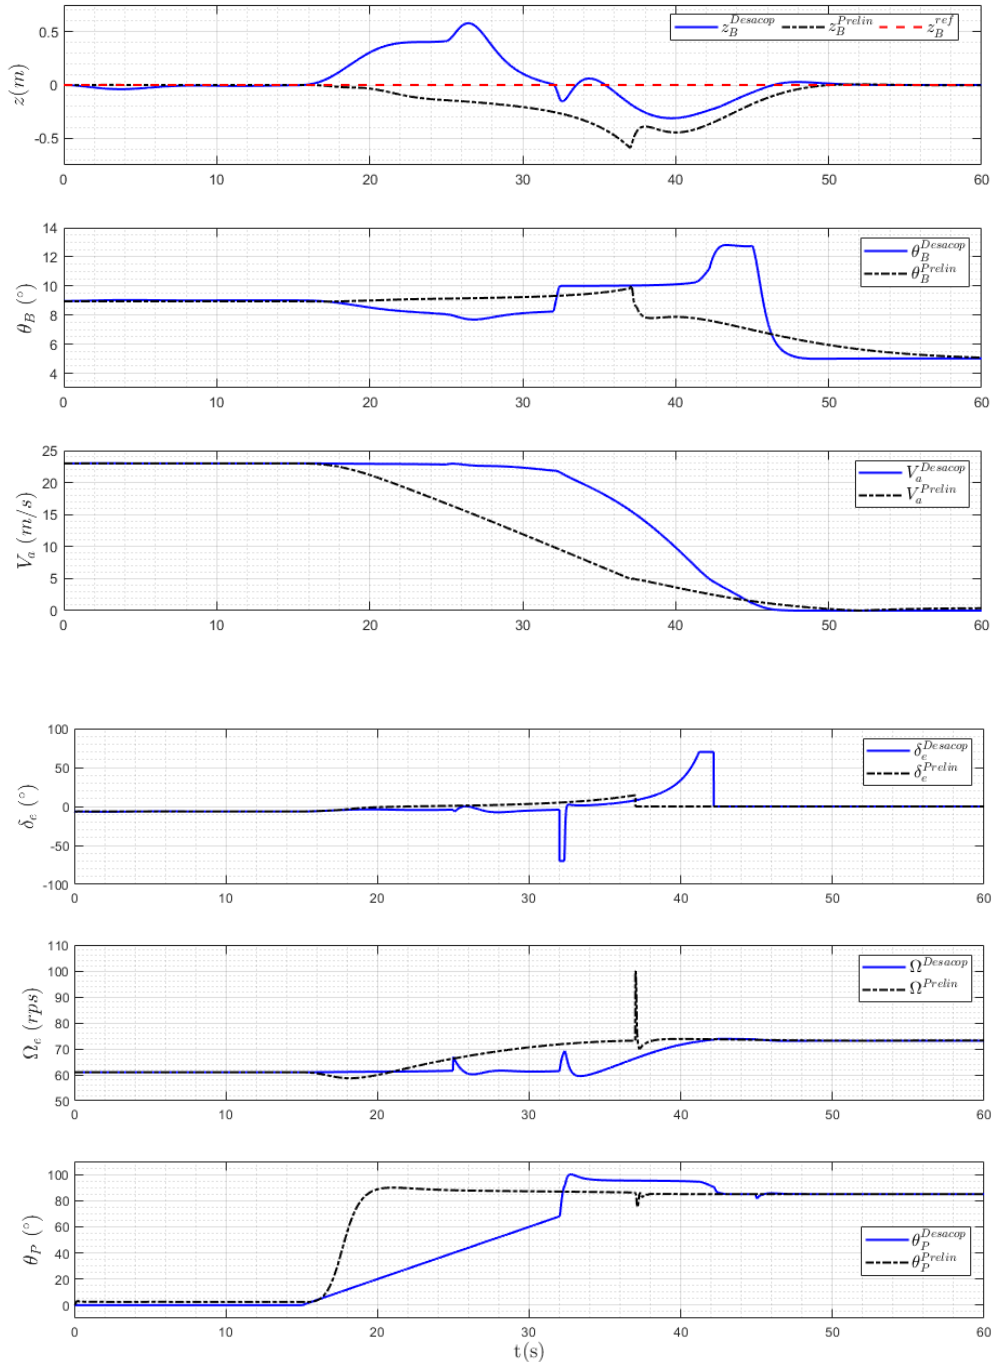 z(m)
0.5
0
-0.5
z_B^{Desacop} z_B^{Prelin} z_B^{ref}
0 10 20 30 40 50 60
θ_B (°)
14
12
10
8
6
4
θ_B^{Desacop}
θ_B^{Prelin}
0 10 20 30 40 50 60
V_a (m/s)
25
20
15
10
5
0
V_a^{Desacop}
V_a^{Prelin}
0 10 20 30 40 50 60
δ_e (°)
100
50
0
-50
-100
δ_e^{Desacop}
δ_e^{Prelin}
0 10 20 30 40 50 60
Ω_e (rps)
110
100
90
80
70
60
50
Ω^{Desacop}
Ω^{Prelin}
0 10 20 30 40 50 60
θ_P (°)
100
80
60
40
20
0
θ_P^{Desacop}
θ_P^{Prelin}
0 10 20 30 40 50 60
t(s)